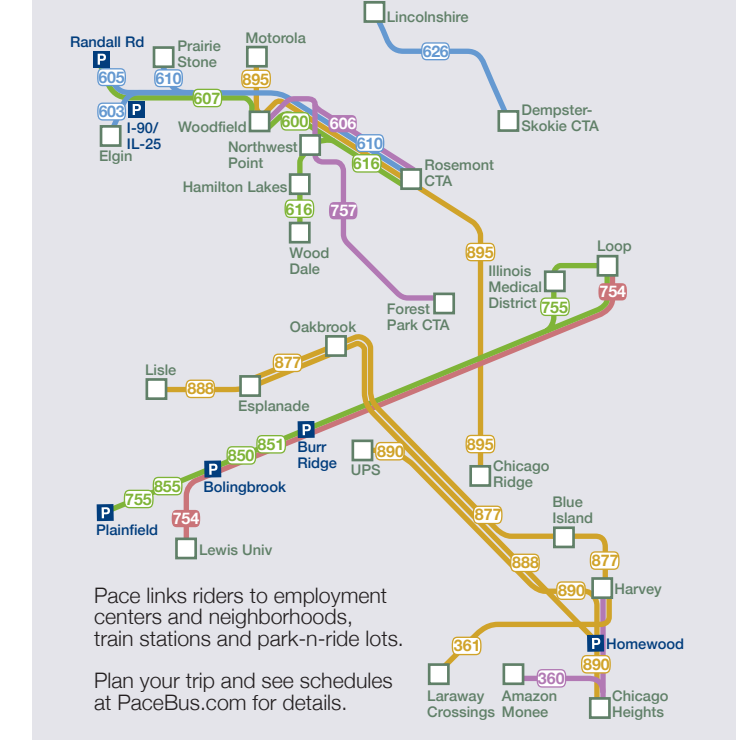 Lincolnshire
Randall Rd
P
Prairie
Stone
Motorola
626
605
610
895
607
603
P
I-90/
IL-25
Elgin
Woodfield
600
606
Dempster-
Skokie CTA
Northwest
Point
610
616
Rosemont
CTA
Hamilton Lakes
616
757
Wood
Dale
895
Loop
Illinois
Medical
District
754
755
Forest
Park CTA
Oakbrook
Lisle
877
888
Esplanade
P
Burr
Ridge
851
850
UPS
890
895
Chicago
Ridge
P
Bolingbrook
855
755
P
Plainfield
754
Lewis Univ
877
Blue
Island
888
877
890
Harvey
Pace links riders to employment
centers and neighborhoods,
train stations and park-n-ride lots.
Plan your trip and see schedules
at PaceBus.com for details.
361
P
Homewood
890
360
Laraway
Crossings
Amazon
Monee
Chicago
Heights